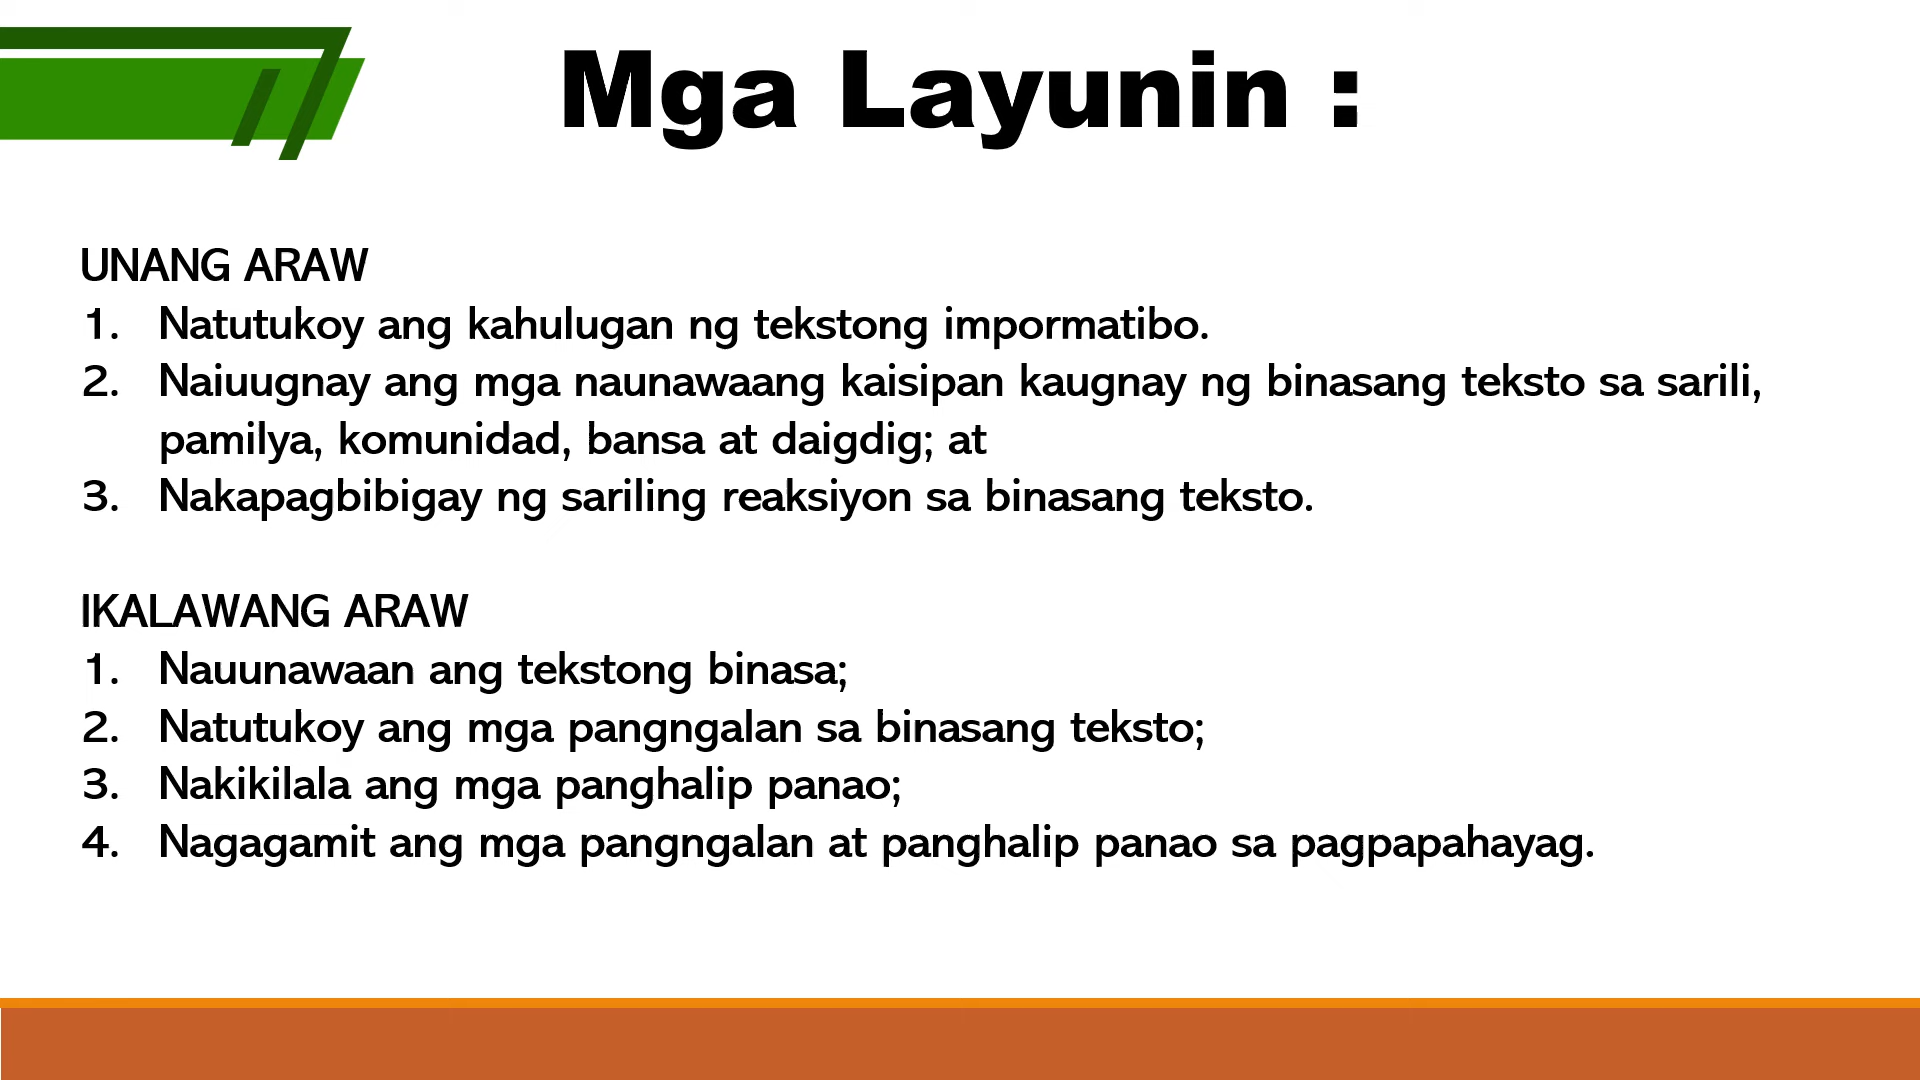 Mga Layunin :
UNANG ARAW
1. Natutukoy ang kahulugan ng tekstong impormatibo.
2. Naiuugnay ang mga naunawaang kaisipan kaugnay ng binasang teksto sa sarili,
pamilya, komunidad, bansa at daigdig; at
3. Nakapagbibigay ng sariling reaksiyon sa binasang teksto.
IKALAWANG ARAW
1. Nauunawaan ang tekstong binasa;
2. Natutukoy ang mga pangngalan sa binasang teksto;
3. Nakikilala ang mga panghalip panao;
4. Nagagamit ang mga pangngalan at panghalip panao sa pagpapahayag.